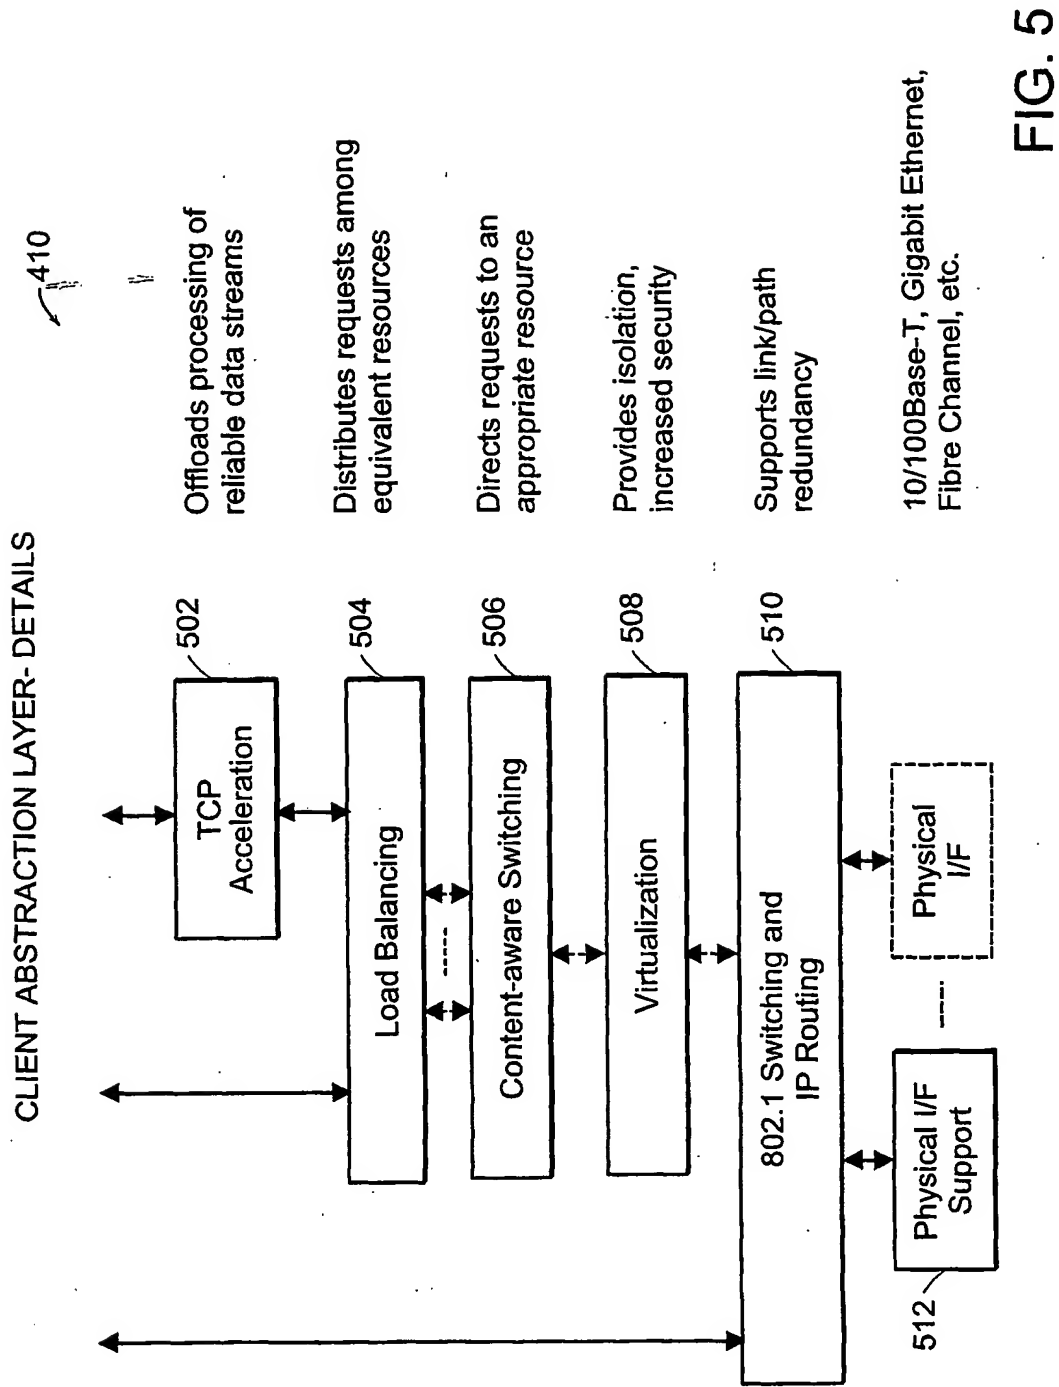 CLIENT ABSTRACTION LAYER- DETAILS
410
TCP
Acceleration
502
Offloads processing of
reliable data streams
Load Balancing
504
Distributes requests among
equivalent resources
Content-aware Switching
506
Directs requests to an
appropriate resource
Virtualization
508
Provides isolation,
increased security
802.1 Switching and
IP Routing
510
Supports link/path
redundancy
512
Physical I/F
Support
Physical
I/F
10/100Base-T, Gigabit Ethernet,
Fibre Channel, etc.
FIG. 5